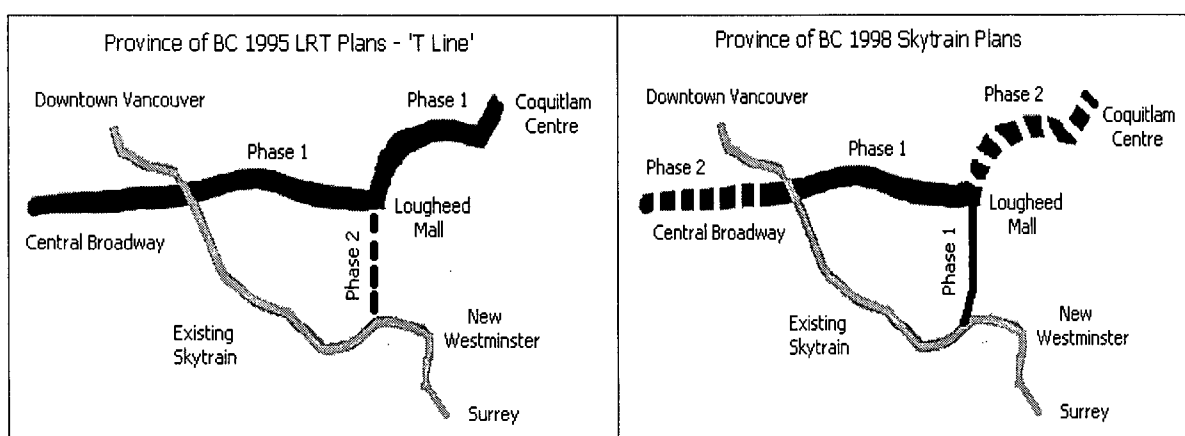 Province of BC 1995 LRT Plans - 'T Line'
Downtown Vancouver
Phase 1
Coquitlam
Centre
Phase 1
Lougheed
Mall
Central Broadway
Phase 2
Existing
Skytrain
New
Westminster
Surrey
Province of BC 1998 Skytrain Plans
Downtown Vancouver
Phase 2
Coquitlam
Centre
Phase 1
Phase 2
Lougheed
Mall
Central Broadway
Phase 1
Existing
Skytrain
New
Westminster
Surrey